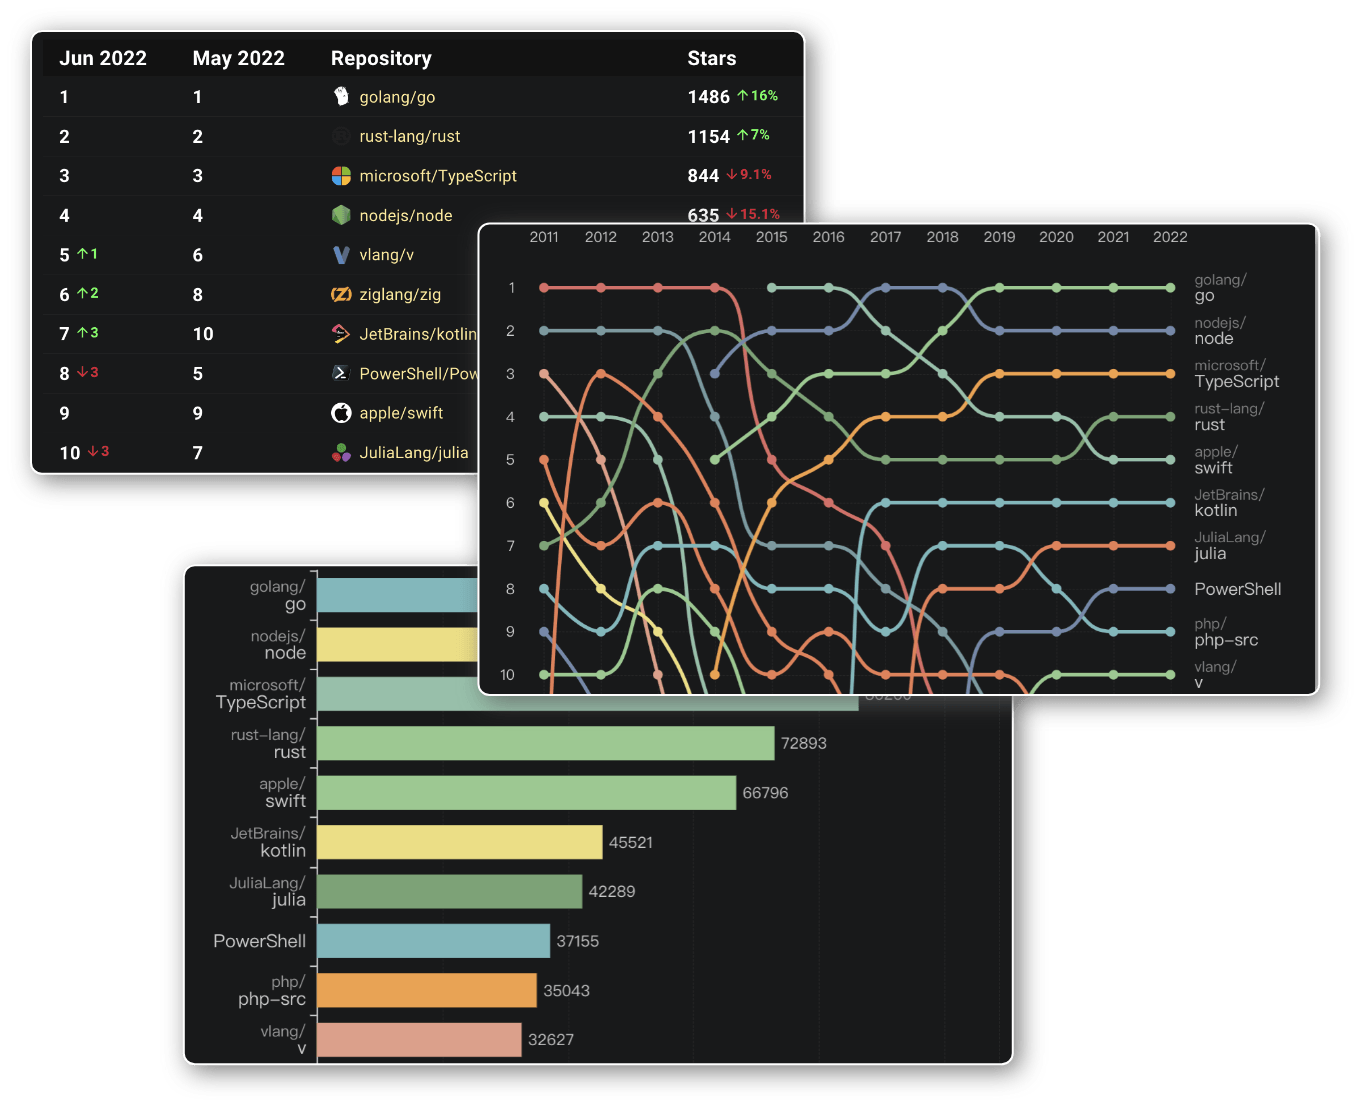 Jun 2022 May 2022 Repository Stars
1 1 golang/go 1486 ↑16%
2 2 rust-lang/rust 1154 ↑7%
3 3 microsoft/TypeScript 844 ↓9.1%
4 4 nodejs/node 635 ↓15.1%
5 ↑1 6 vlang/v
6 ↑2 8 ziglang/zig
7 ↑3 10 JetBrains/kotlin
8 ↓3 5 PowerShell/Pow
9 9 apple/swift
10 ↓3 7 JuliaLang/julia
2011 2012 2013 2014 2015 2016 2017 2018 2019 2020 2021 2022
1 golang/
go
2 nodejs/
node
3 microsoft/
TypeScript
4 rust-lang/
rust
5 apple/
swift
6 JetBrains/
kotlin
7 JuliaLang/
julia
8 PowerShell
9 php/
php-src
10 vlang/
v
golang/
go
nodejs/
node
microsoft/
TypeScript
rust-lang/
rust 72893
apple/
swift 66796
JetBrains/
kotlin 45521
JuliaLang/
julia 42289
PowerShell 37155
php/
php-src 35043
vlang/
v 32627